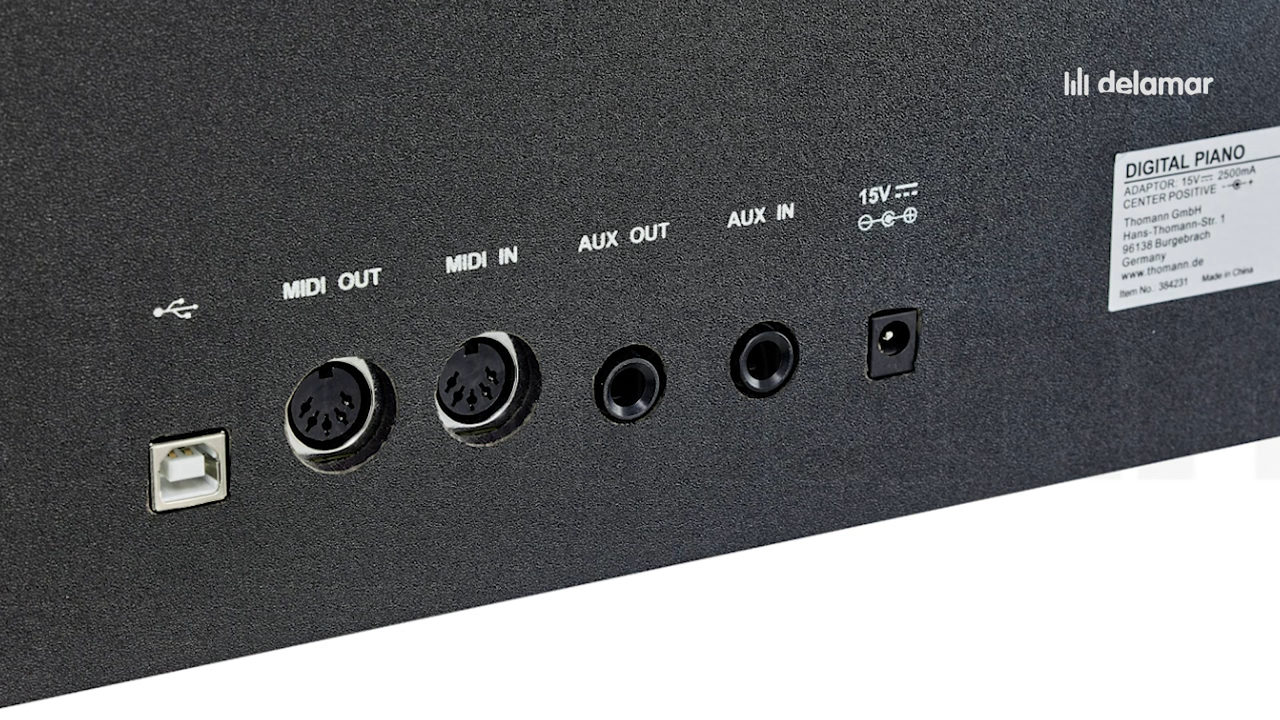 delamar
MIDI OUT
MIDI IN
AUX OUT
AUX IN
15V
DIGITAL PIANO
ADAPTOR: 15V 2500mA
CENTER POSITIVE - +
Thomann GmbH
Hans-Thomann-Str. 1
96138 Burgebrach
Germany
www.thomann.de
Item No.: 384231 Made in China